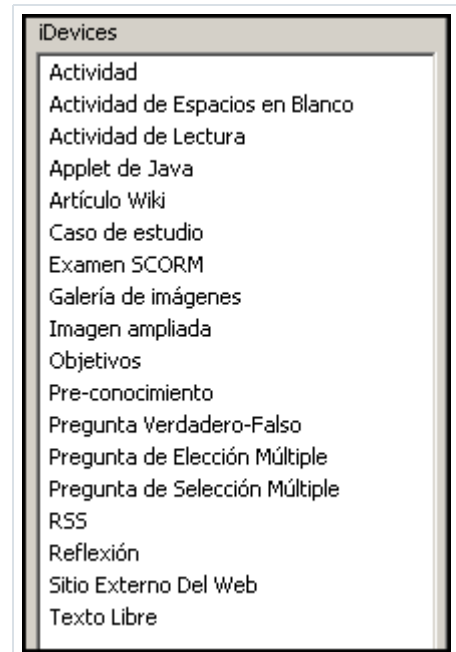 iDevices
Actividad
Actividad de Espacios en Blanco
Actividad de Lectura
Applet de Java
Artículo Wiki
Caso de estudio
Examen SCORM
Galería de imágenes
Imagen ampliada
Objetivos
Pre-conocimiento
Pregunta Verdadero-Falso
Pregunta de Elección Múltiple
Pregunta de Selección Múltiple
RSS
Reflexión
Sitio Externo Del Web
Texto Libre